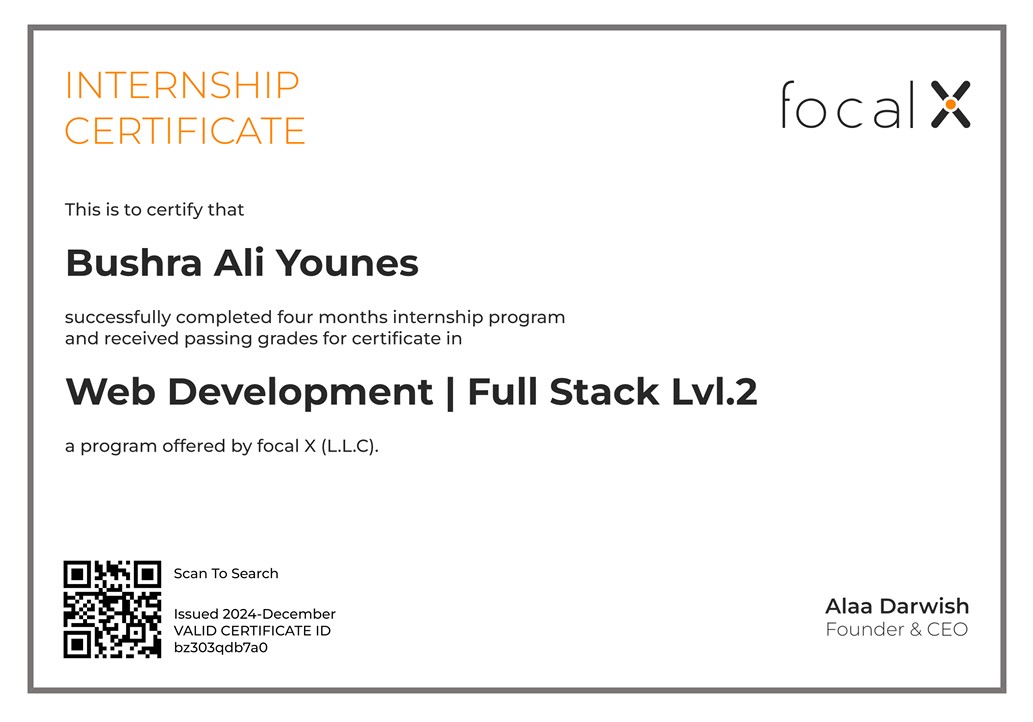 INTERNSHIP
CERTIFICATE
focal X
This is to certify that
Bushra Ali Younes
successfully completed four months internship program
and received passing grades for certificate in
Web Development | Full Stack Lvl.2
a program offered by focal X (L.L.C).
Scan To Search
Issued 2024-December
VALID CERTIFICATE ID
bz303qdb7a0
Alaa Darwish
Founder & CEO